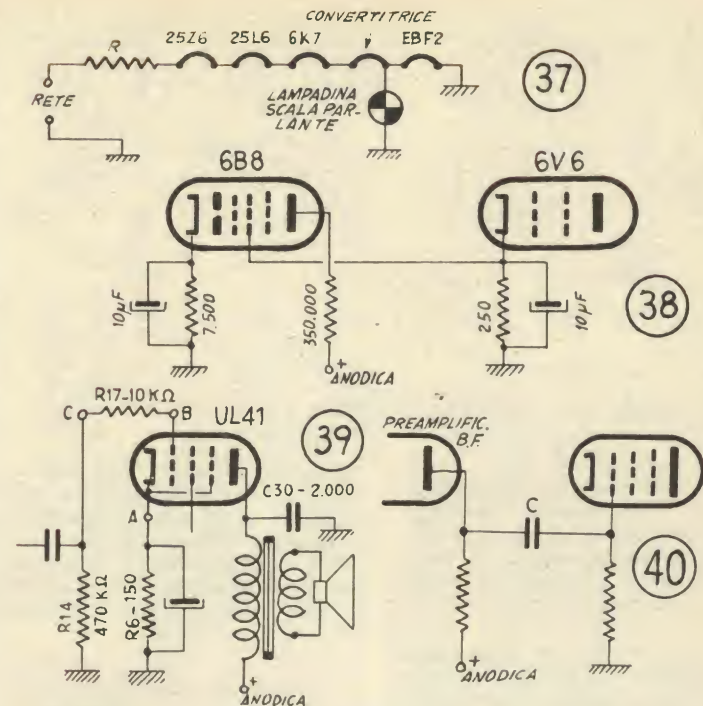 CONVERTITRICE
R
25Z6
25L6
6K7
EBF2
RETE
LAMPADINA
SCALA PAR-
LANTE
37
6B8
6V6
10µF
7.500
350.000
+
ANODICA
250
10µF
38
C
R17-10 KΩ
B
UL41
39
A
C30-2.000
R14
470 KΩ
R6-150
+
ANODICA
PREAMPLIFIC.
B.F.
C
40
+
ANODICA